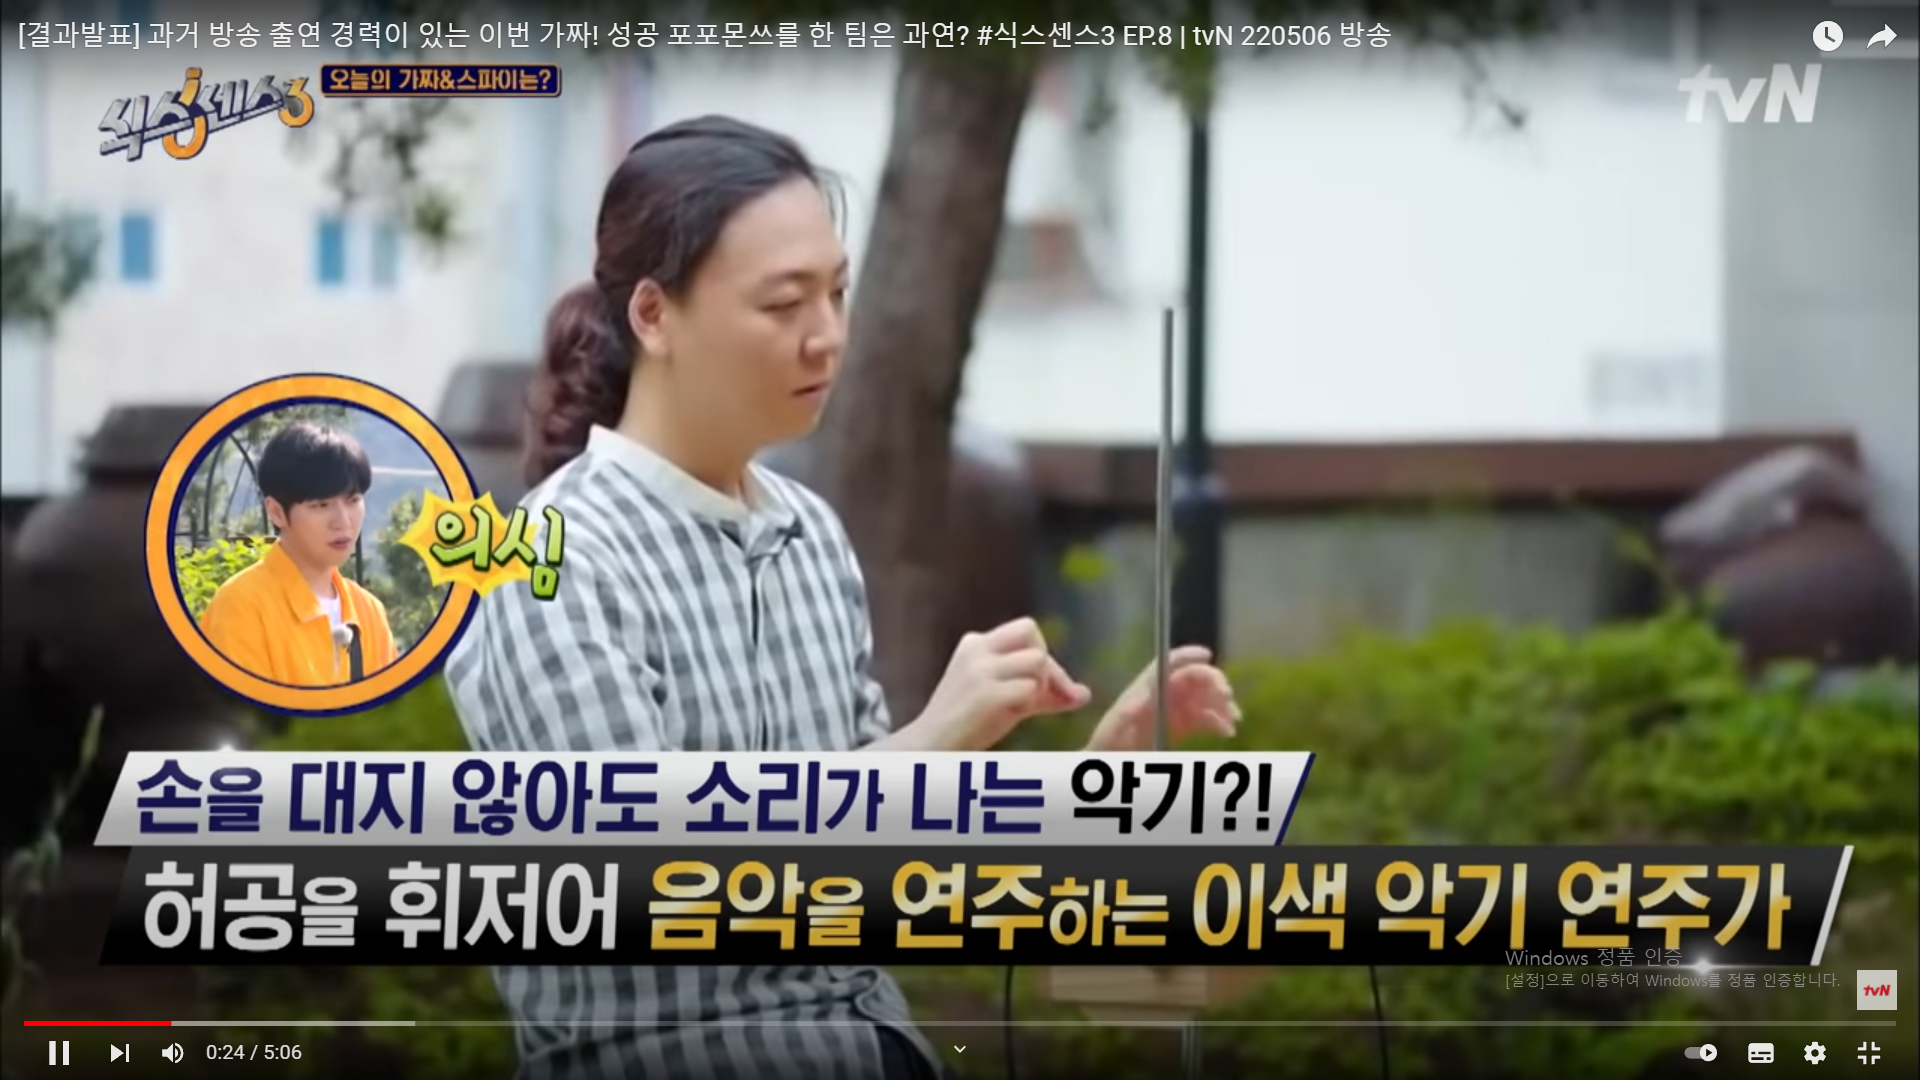 [결과발표] 과거 방송 출연 경력이 있는 이번 가짜! 성공 포포몬쓰를 한 팀은 과연? #식스센스3 EP.8 | tvN 220506 방송
식스센스3
오늘의 가짜&스파이는?
tvN
의심
손을 대지 않아도 소리가 나는 악기?!
허공을 휘저어 음악을 연주하는 이색 악기 연주가
Windows 정품 인증
[설정]으로 이동하여 Windows를 정품 인증합니다.
tvN
0:24 / 5:06